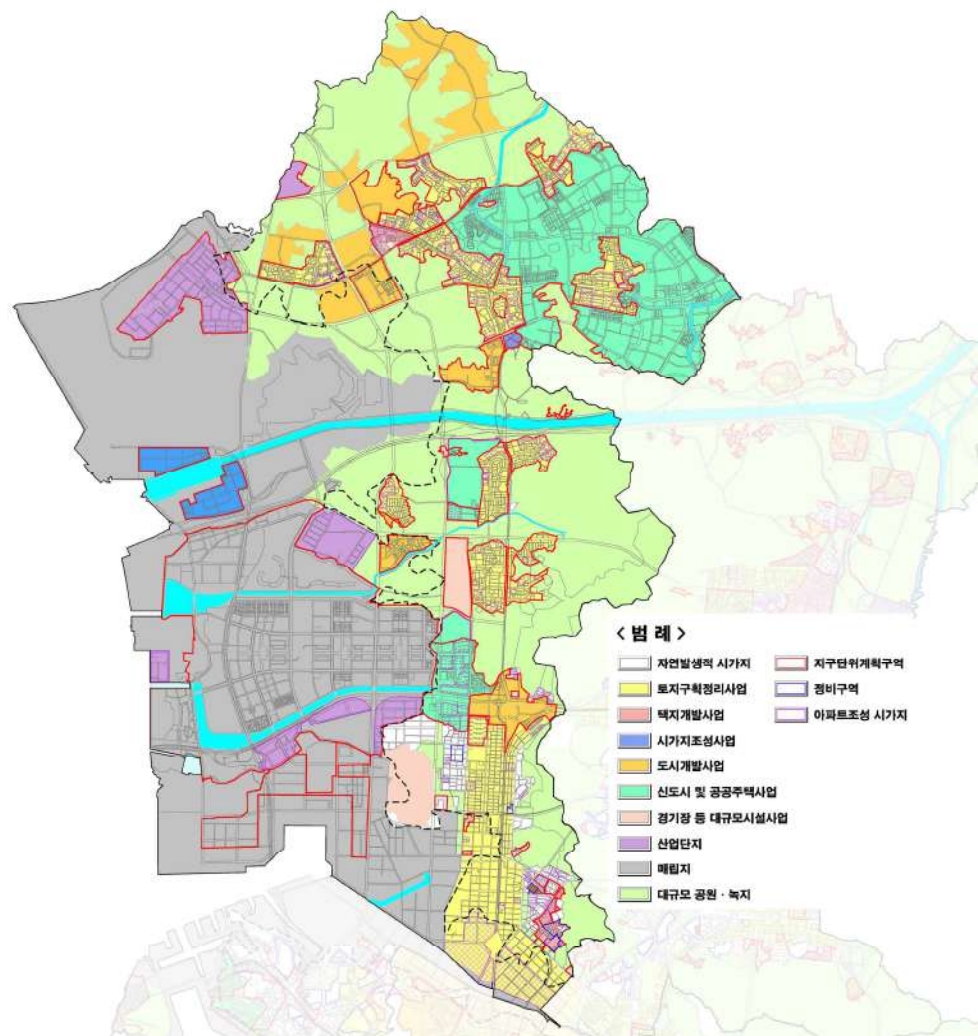 < 범 례 >
자연발생적 시가지
토지구획정리사업
택지개발사업
시가지조성사업
도시개발사업
신도시 및 공공주택사업
경기장 등 대규모시설사업
산업단지
매립지
대규모 공원 · 녹지
지구단위계획구역
정비구역
아파트조성 시가지